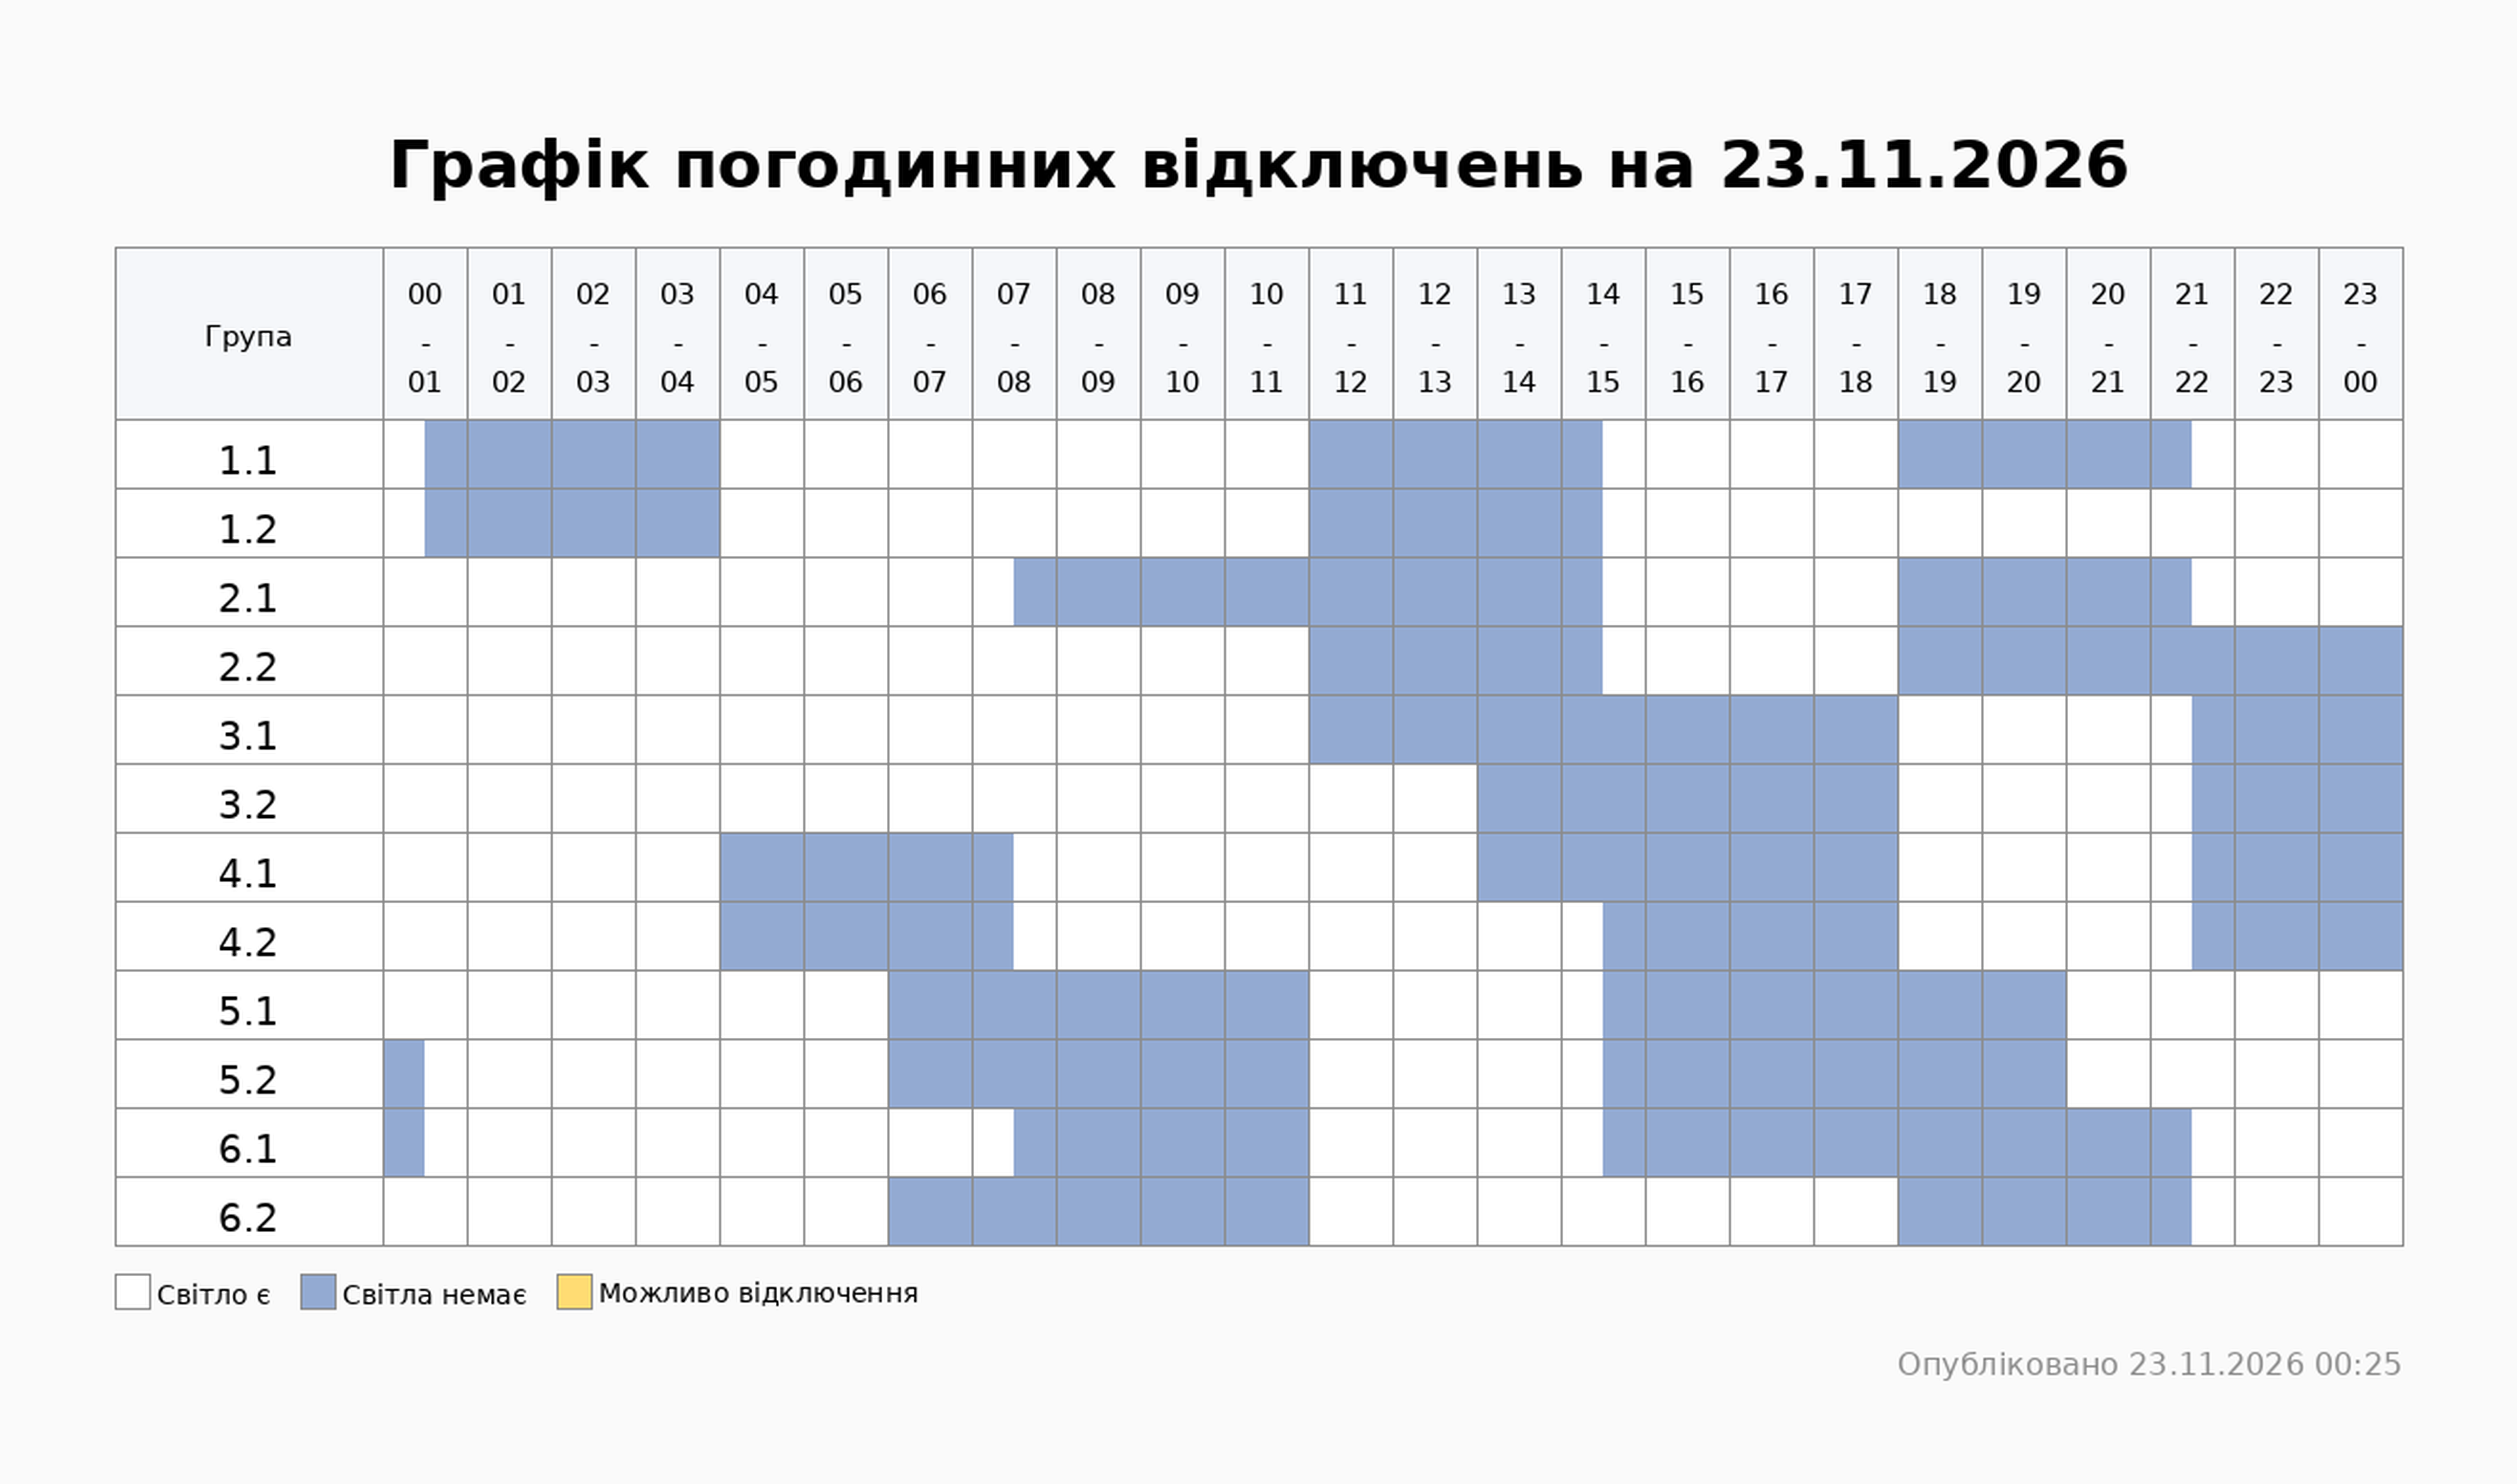 Графік погодинних відключень на 23.11.2026
Група
00 - 01
01 - 02
02 - 03
03 - 04
04 - 05
05 - 06
06 - 07
07 - 08
08 - 09
09 - 10
10 - 11
11 - 12
12 - 13
13 - 14
14 - 15
15 - 16
16 - 17
17 - 18
18 - 19
19 - 20
20 - 21
21 - 22
22 - 23
23 - 00
1.1
1.2
2.1
2.2
3.1
3.2
4.1
4.2
5.1
5.2
6.1
6.2
Світло є
Світла немає
Можливо відключення
Опубліковано 23.11.2026 00:25